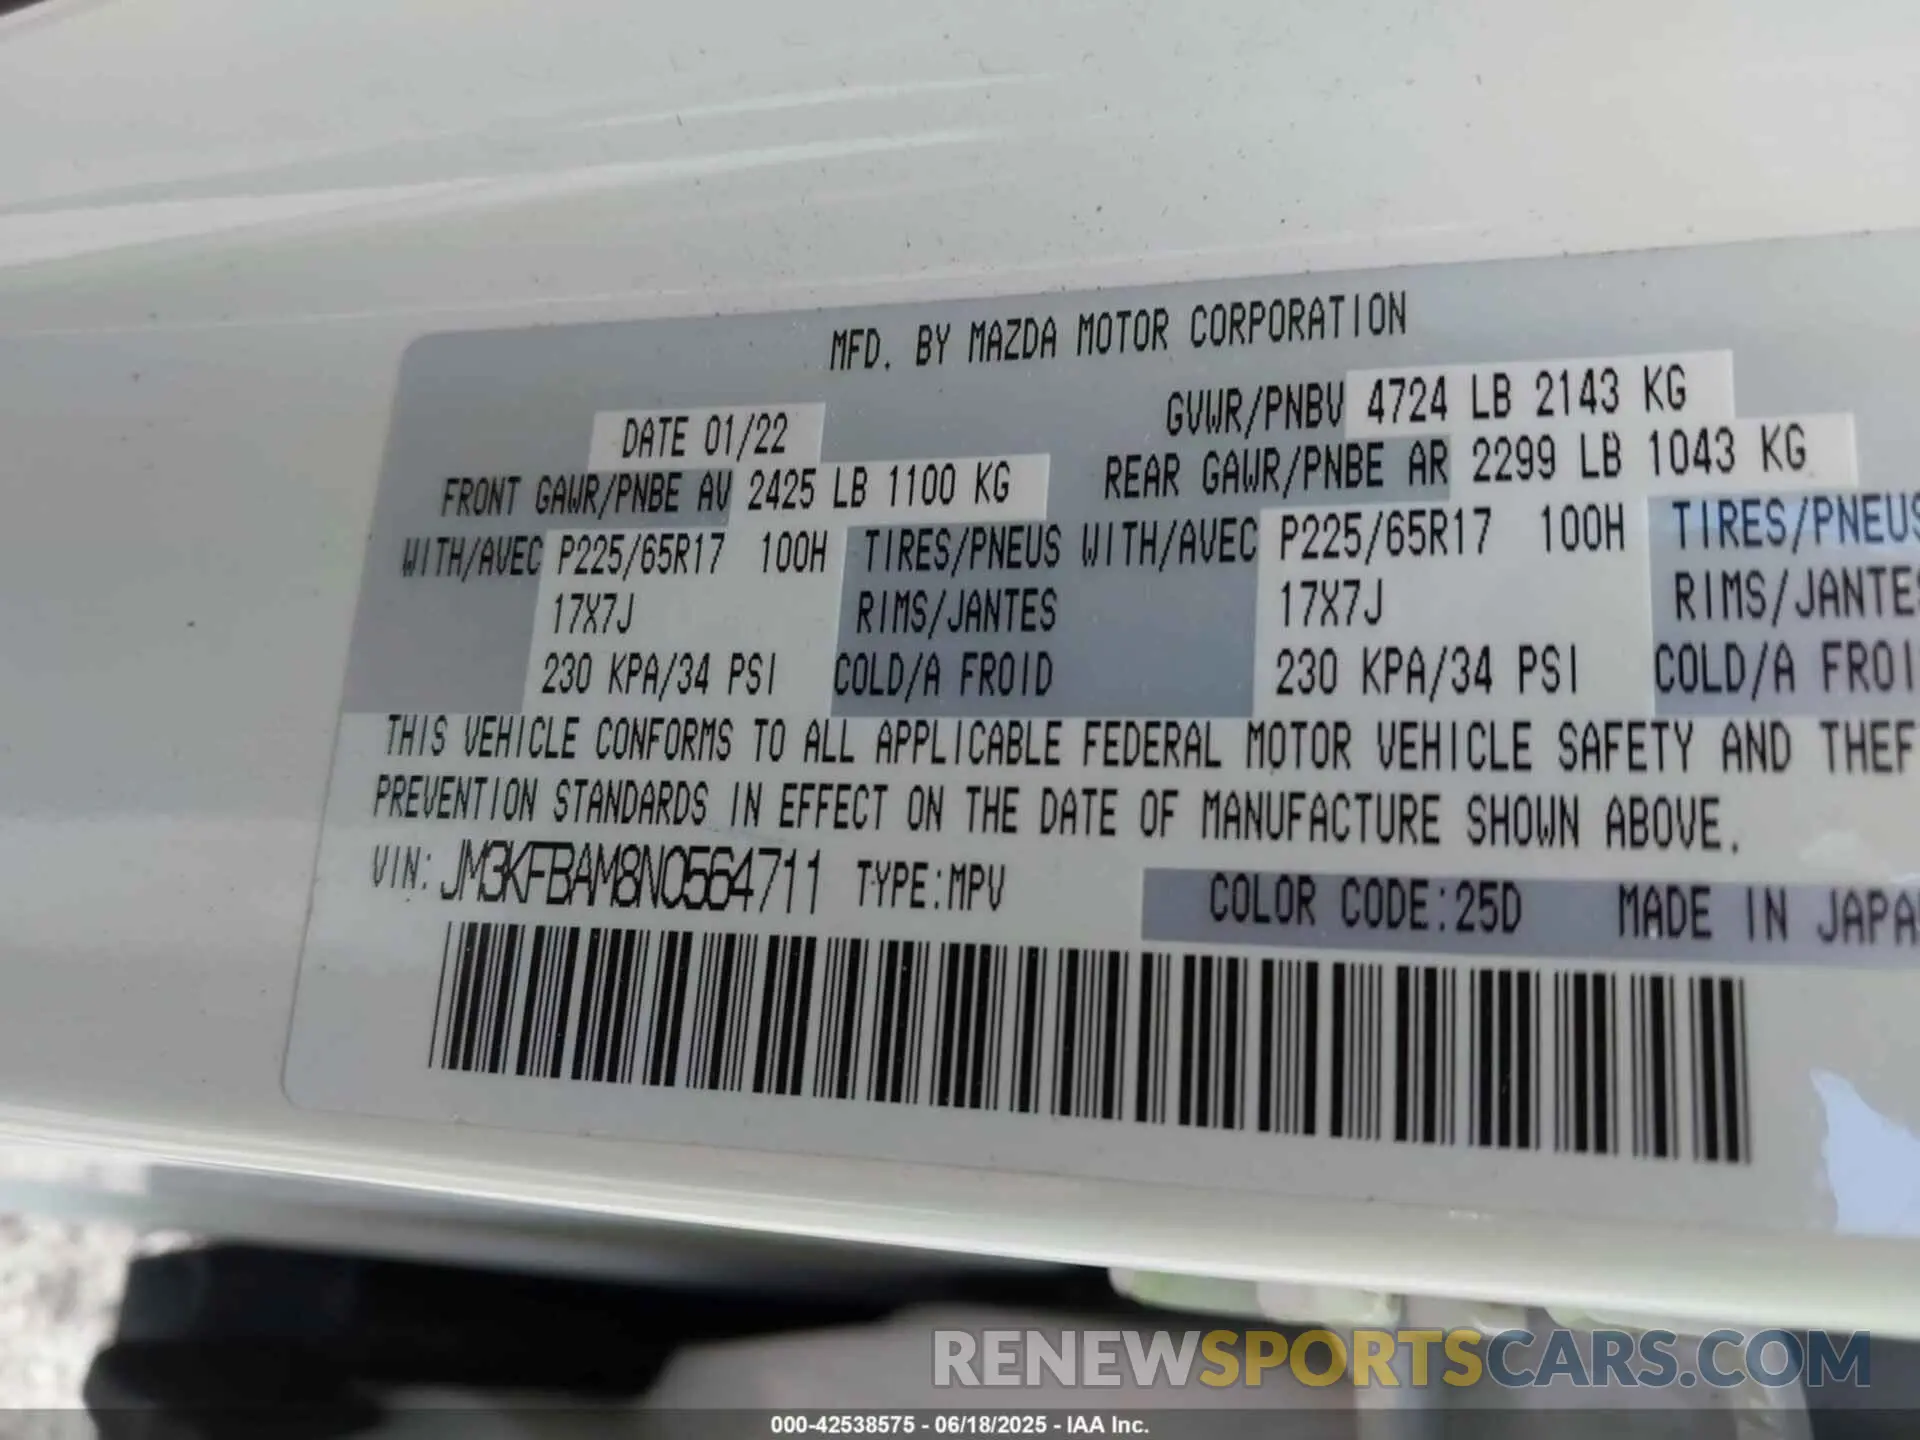 MFD. BY MAZDA MOTOR CORPORATION
DATE 01/22 GVWR/PNBV 4724 LB 2143 KG
FRONT GAWR/PNBE AV 2425 LB 1100 KG REAR GAWR/PNBE AR 2299 LB 1043 KG
WITH/AVEC P225/65R17 100H TIRES/PNEUS WITH/AVEC P225/65R17 100H TIRES/PNEUS
17X7J RIMS/JANTES 17X7J RIMS/JANTES
230 KPA/34 PSI COLD/A FROID 230 KPA/34 PSI COLD/A FROI
THIS VEHICLE CONFORMS TO ALL APPLICABLE FEDERAL MOTOR VEHICLE SAFETY AND THEF
PREVENTION STANDARDS IN EFFECT ON THE DATE OF MANUFACTURE SHOWN ABOVE.
VIN: JM3KFBAM8N0564711 TYPE:MPV COLOR CODE:25D MADE IN JAPA
RENEWSPORTSCARS.COM
000-42538575 - 06/18/2025 - IAA Inc.